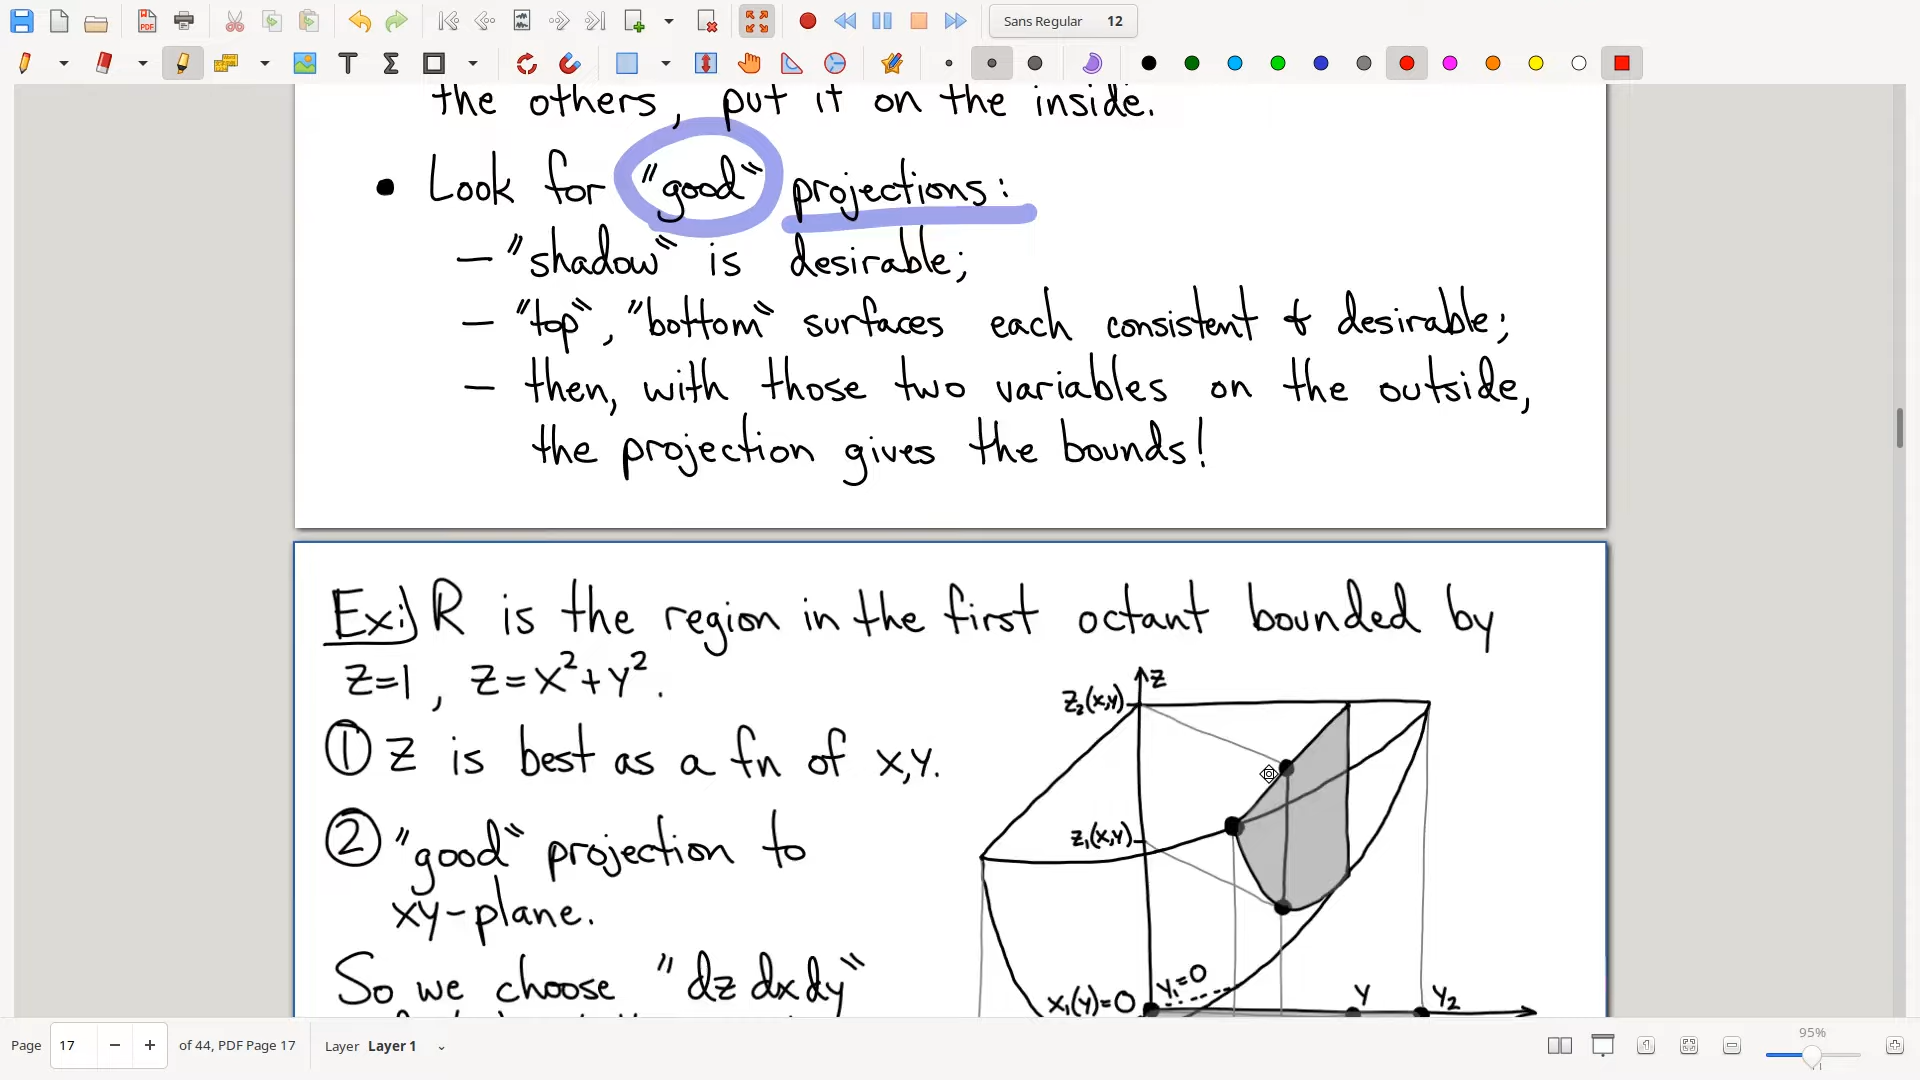 Sans Regular 12
the others, put it on the inside.
• Look for "good" projections:
— "shadow" is desirable;
— "top", "bottom" surfaces each consistent & desirable;
— then, with those two variables on the outside,
the projection gives the bounds!
Ex: R is the region in the first octant bounded by
z=1, z=x²+y².
① z is best as a fn of x,y.
② "good" projection to
xy-plane.
So we choose "dz dx dy"
z
z₂(x,y)
z₁(x,y)
y₁=0
x₁(y)=0
y
y₂
Page 17 of 44, PDF Page 17 Layer Layer 1
95%